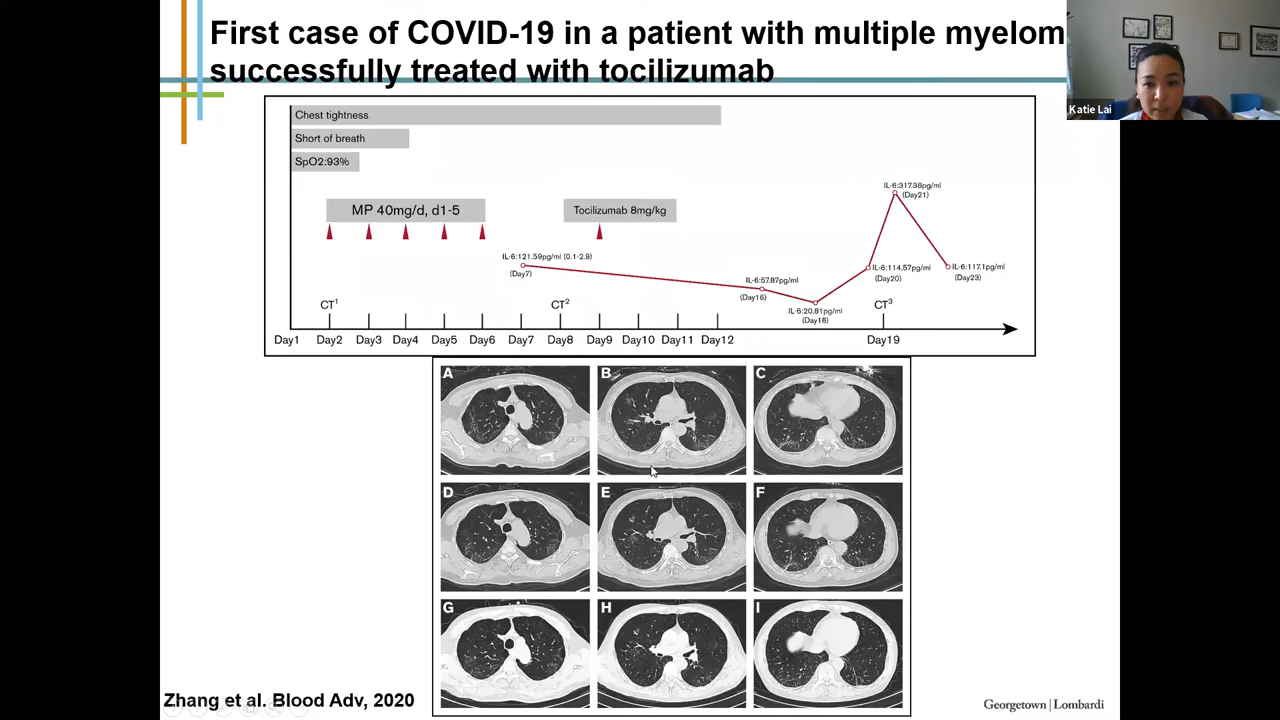 First case of COVID-19 in a patient with multiple myelom
successfully treated with tocilizumab
Katie Lai
Chest tightness
Short of breath
SpO2:93%
MP 40mg/d, d1-5
Tocilizumab 8mg/kg
IL-6:317.38pg/ml
(Day21)
IL-6:121.59pg/ml (0.1-2.9)
(Day7)
IL-6:57.87pg/ml
(Day16)
IL-6:20.81pg/ml
(Day18)
IL-6:114.57pg/ml
(Day20)
IL-6:117.1pg/ml
(Day23)
CT¹ CT² CT³
Day1 Day2 Day3 Day4 Day5 Day6 Day7 Day8 Day9 Day10 Day11 Day12 Day19
A B C
D E F
G H I
Zhang et al. Blood Adv, 2020
Georgetown | Lombardi